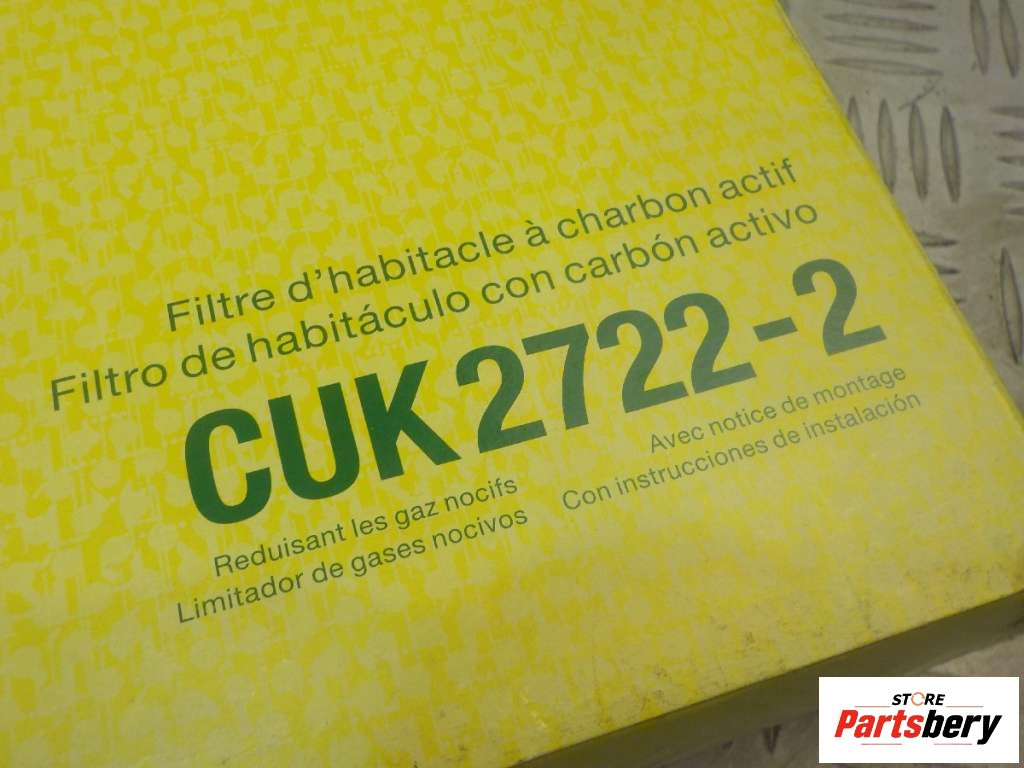 Filtre d'habitacle à charbon actif
Filtro de habitáculo con carbón activo
CUK 2722-2
Reduisant les gaz nocifs
Limitador de gases nocivos
Avec notice de montage
Con instrucciones de instalación
STORE
Partsbery